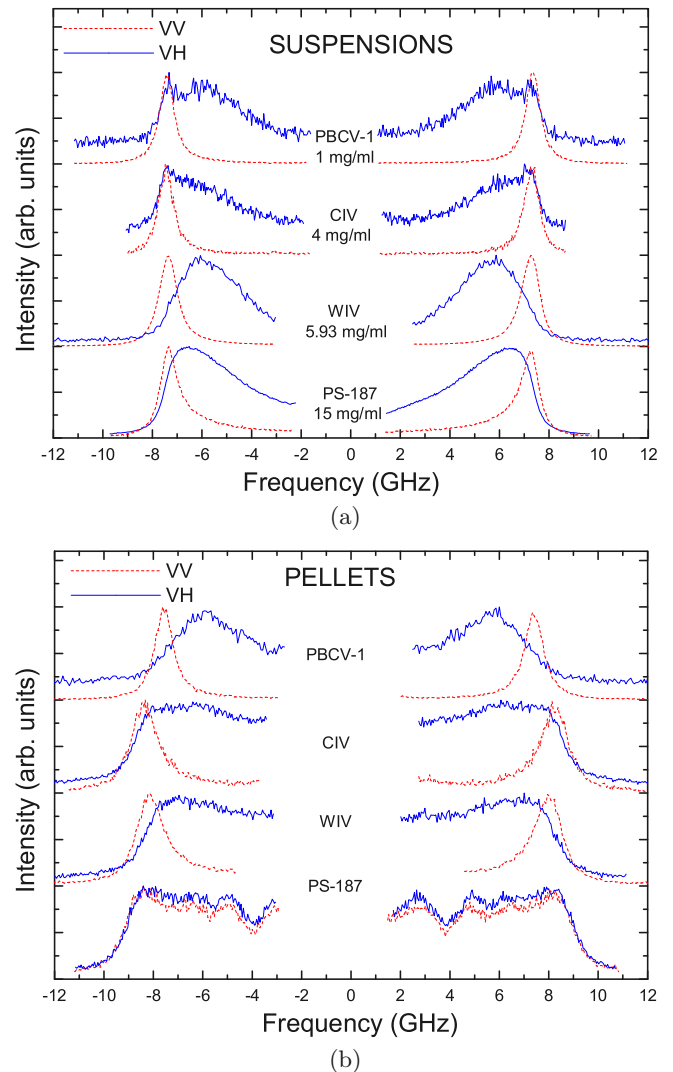 VV
VH
SUSPENSIONS
PBCV-1
1 mg/ml
CIV
4 mg/ml
WIV
5.93 mg/ml
PS-187
15 mg/ml
Intensity (arb. units)
-12 -10 -8 -6 -4 -2 0 2 4 6 8 10 12
Frequency (GHz)
(a)
VV
VH
PELLETS
PBCV-1
CIV
WIV
PS-187
Intensity (arb. units)
-12 -10 -8 -6 -4 -2 0 2 4 6 8 10 12
Frequency (GHz)
(b)